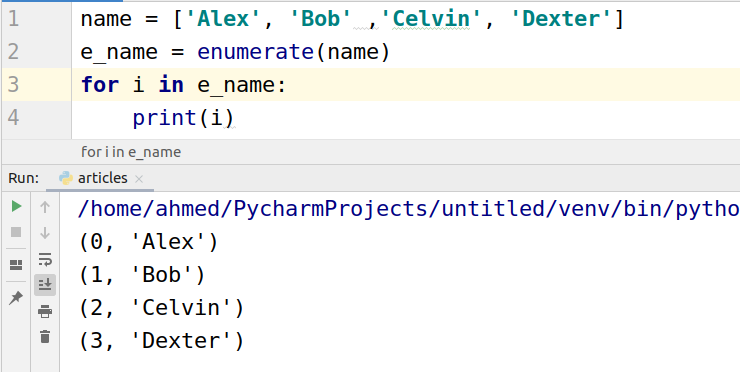 1 name = ['Alex', 'Bob' ,'Celvin', 'Dexter']
2 e_name = enumerate(name)
3 for i in e_name:
4     print(i)
for i in e_name
Run: articles ×
/home/ahmed/PycharmProjects/untitled/venv/bin/pytho
(0, 'Alex')
(1, 'Bob')
(2, 'Celvin')
(3, 'Dexter')